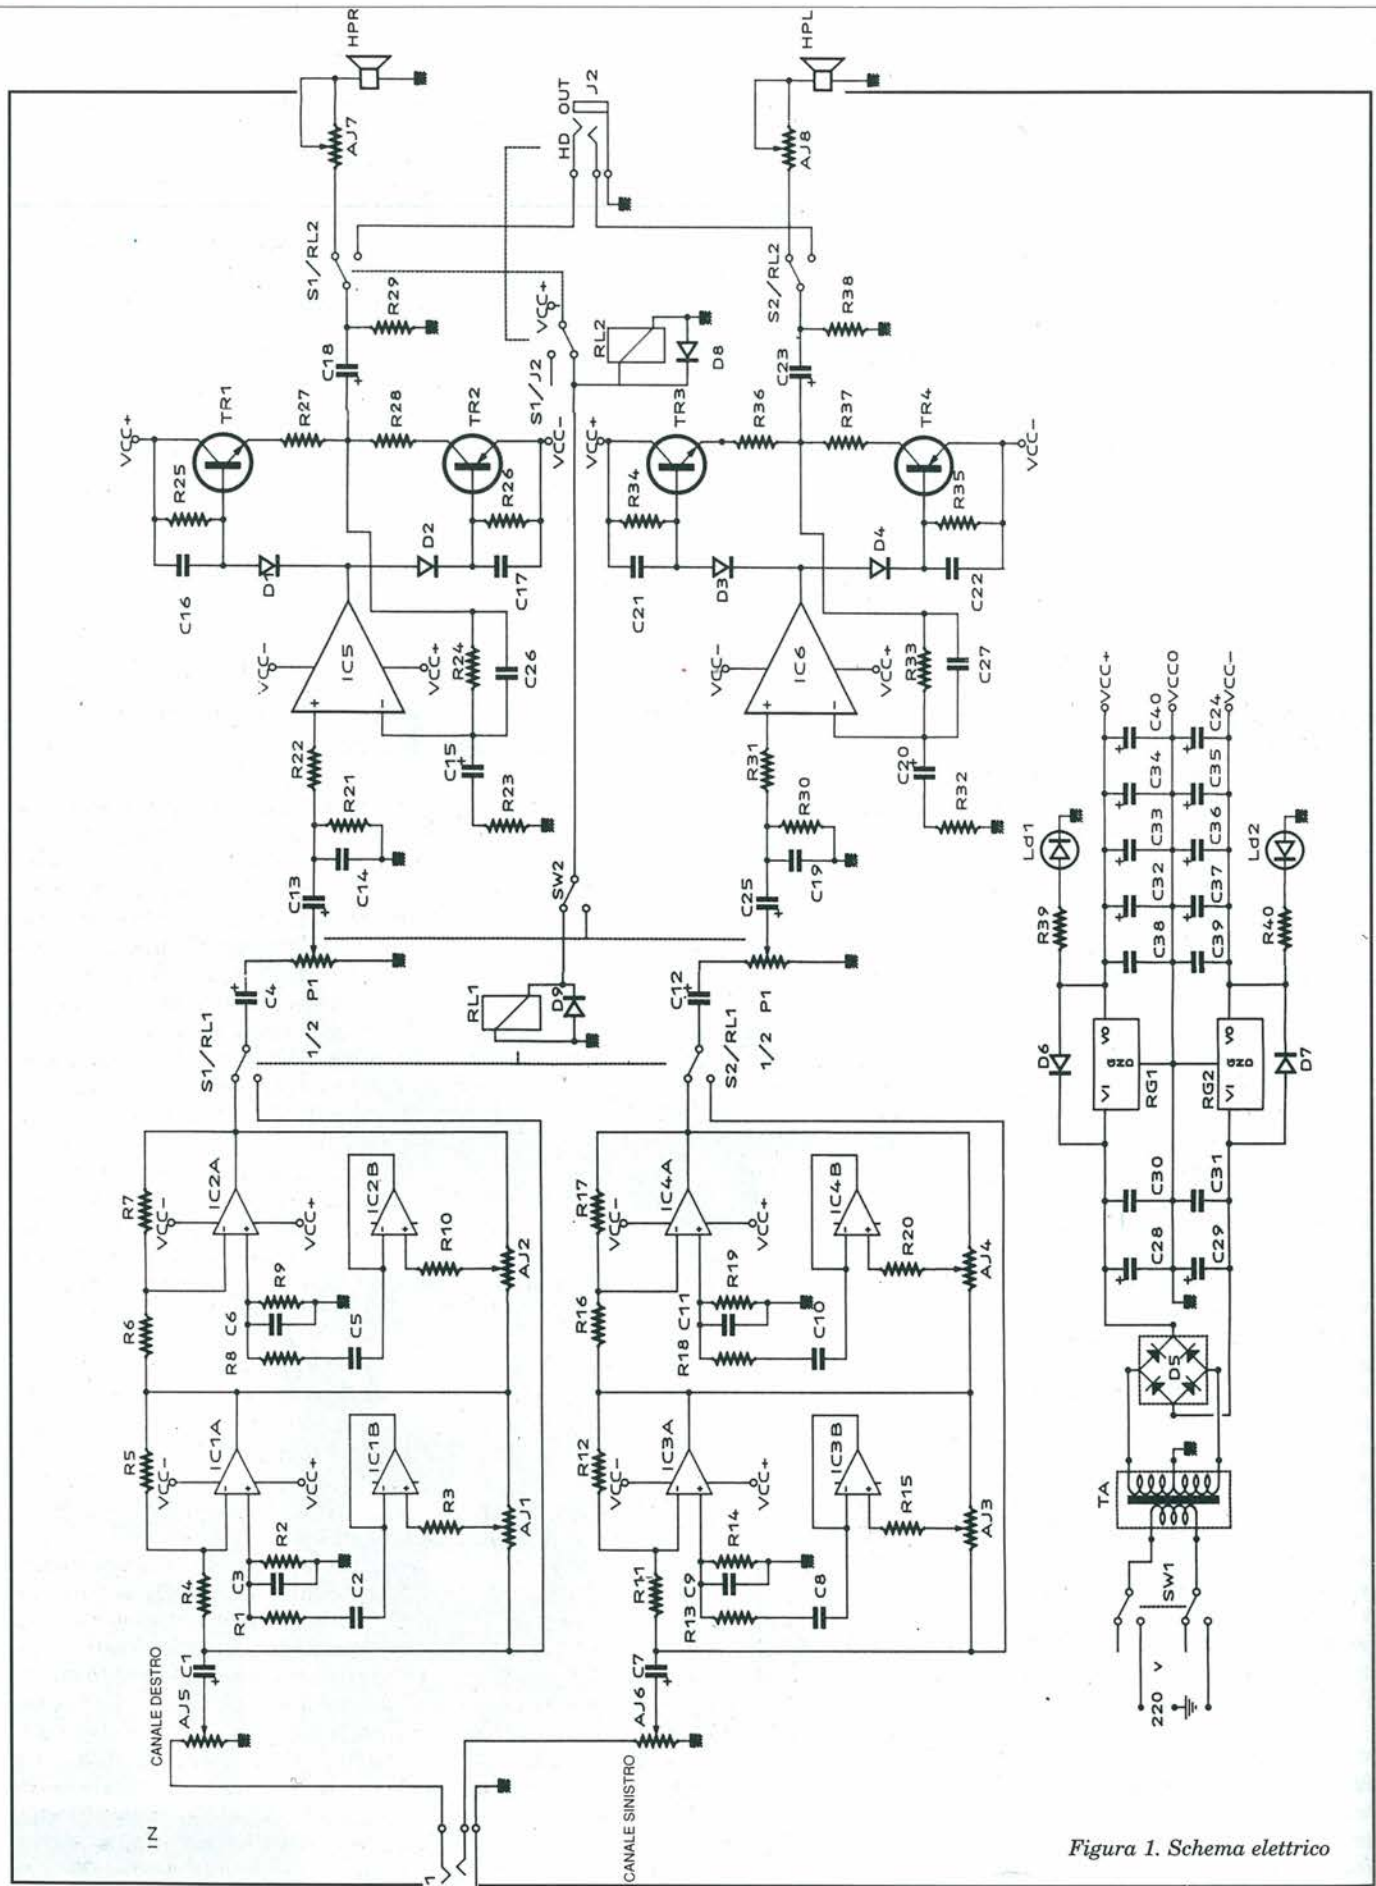 HPR
HPL
AJ7
HD OUT
J2
AJ8
S1/RL2
R29
VCC+
C18
S2/RL2
R38
RL2
D8
C23
VCC+
TR1
R27
R28
TR2
S1/J2
VCC-
VCC+
TR3
R36
R37
TR4
VCC-
R25
R26
R34
R35
C16
D1
D2
C17
C21
D3
D4
C22
VCC-
IC5
VCC+
R24
C26
VCC-
IC6
VCC+
R33
C27
+
-
+
-
R22
R21
C15
R23
R31
R30
C20
R32
C13
C14
SW2
C25
C19
C4
P1
1/2
RL1
D9
C12
P1
1/2
S1/RL1
S2/RL1
R7
VCC-
IC2A
VCC+
IC2B
R10
AJ2
R17
VCC-
IC4A
VCC+
IC4B
R20
AJ4
R6
R8
C6
R9
C5
R16
R18
C11
R19
C10
R5
VCC-
IC1A
VCC+
IC1B
R3
AJ1
R12
VCC-
IC3A
VCC+
IC3B
R15
AJ3
R4
R1
C3
R2
C2
R11
R13
C9
R14
C8
CANALE DESTRO
AJ5
C1
CANALE SINISTRO
AJ6
C7
IN
1
VCC+
VCC0
VCC-
C40
C24
C34
C35
C33
C36
C32
C37
C38
C39
Ld1
R39
Ld2
R40
D6
VI
GND
VO
RG1
RG2
VI
GND
VO
D7
C30
C31
C28
C29
D5
TA
SW1
220 V
Figura 1. Schema elettrico